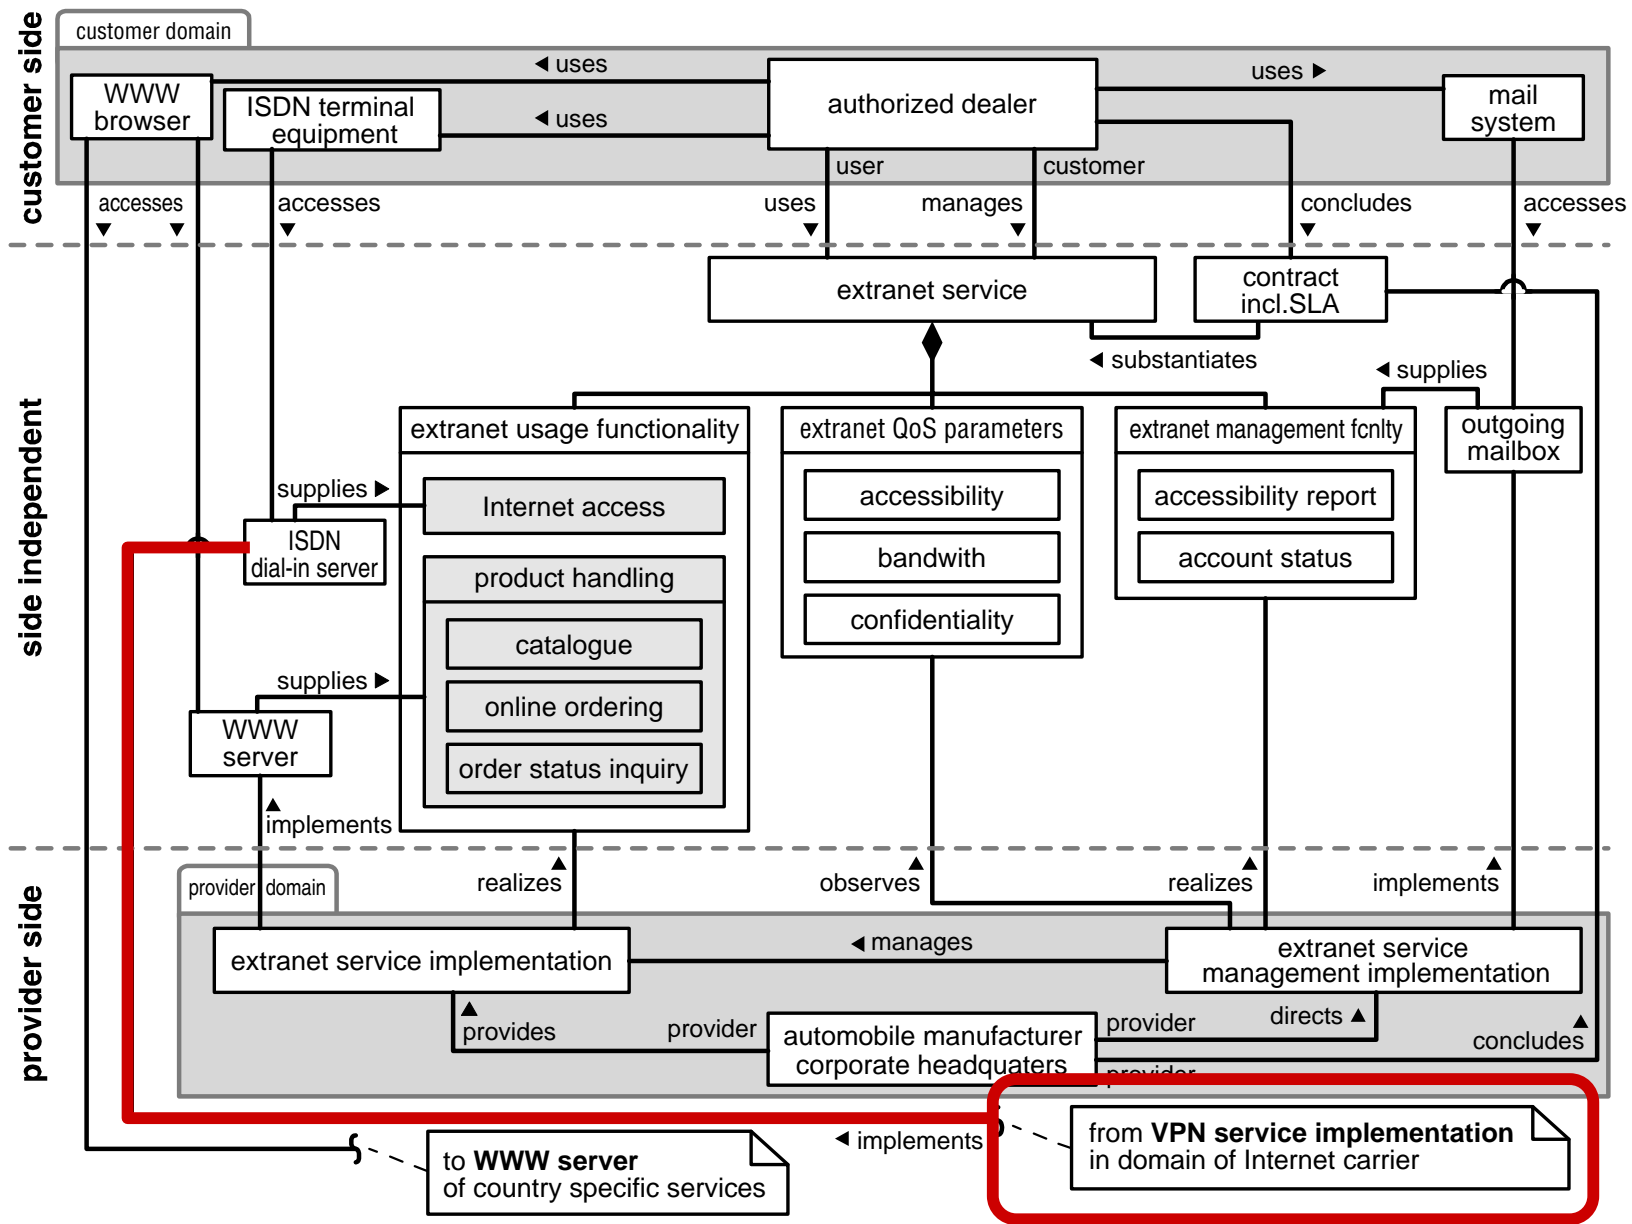 customer side
customer domain
◄ uses
uses ►
WWW
browser
ISDN terminal
equipment
◄ uses
authorized dealer
mail
system
user
customer
accesses
accesses
uses
manages
concludes
accesses
side independent
extranet service
contract
incl.SLA
◄ substantiates
◄ supplies
extranet usage functionality
extranet QoS parameters
extranet management fcnlty
outgoing
mailbox
supplies ►
Internet access
accessibility
accessibility report
ISDN
dial-in server
bandwith
account status
product handling
confidentiality
catalogue
supplies ►
online ordering
WWW
server
order status inquiry
implements
provider side
provider domain
realizes
observes
realizes
implements
extranet service implementation
◄ manages
extranet service
management implementation
provides
provider
automobile manufacturer
corporate headquaters
provider
directs ▲
concludes
provider
◄ implements
from VPN service implementation
in domain of Internet carrier
to WWW server
of country specific services